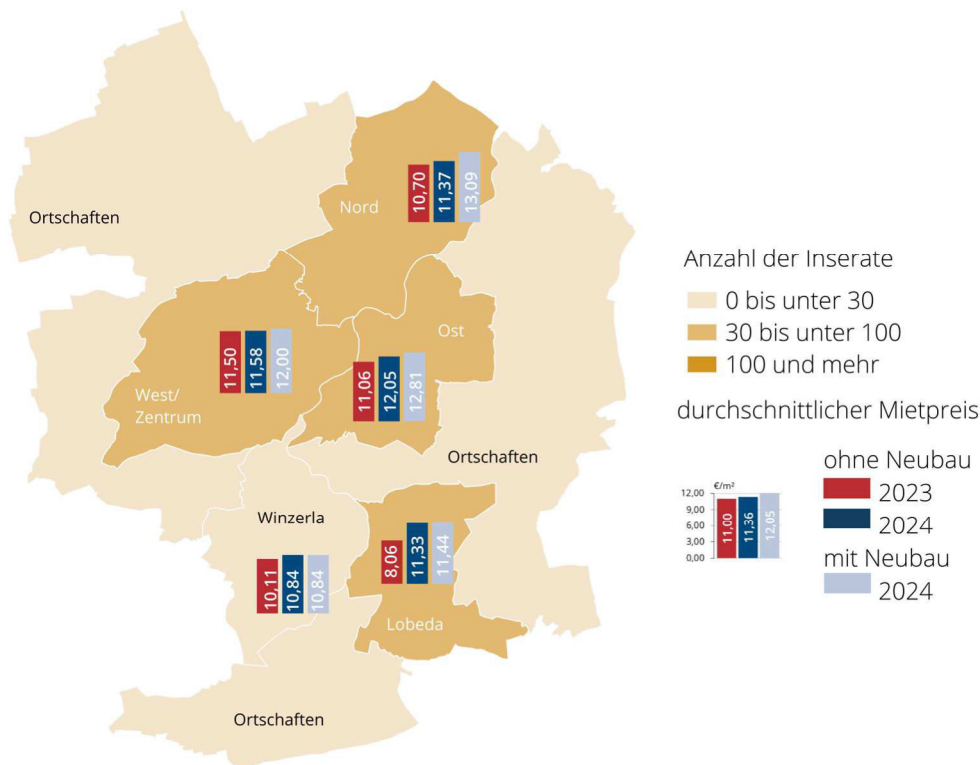 Ortschaften
Nord
10,70
11,37
13,09
West/
Zentrum
11,50
11,58
12,00
Ost
11,06
12,05
12,81
Ortschaften
Winzerla
10,11
10,84
10,84
8,06
11,33
11,44
Lobeda
Ortschaften
Anzahl der Inserate
0 bis unter 30
30 bis unter 100
100 und mehr
durchschnittlicher Mietpreis
ohne Neubau
2023
2024
mit Neubau
2024
€/m²
12,00
9,00
6,00
3,00
0,00
11,00
11,36
12,05